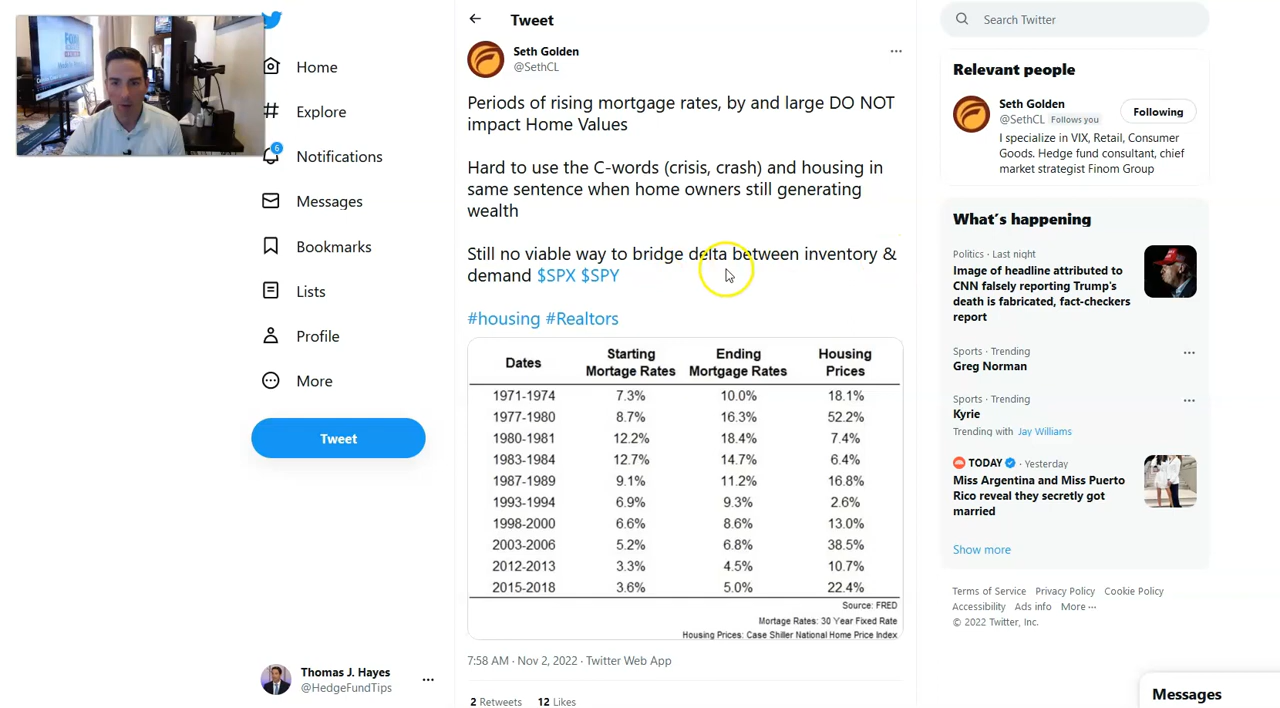 Home
Explore
6
Notifications
Messages
Bookmarks
Lists
Profile
More
Tweet
Thomas J. Hayes
@HedgeFundTips
Tweet
Seth Golden
@SethCL
Periods of rising mortgage rates, by and large DO NOT
impact Home Values
Hard to use the C-words (crisis, crash) and housing in
same sentence when home owners still generating
wealth
Still no viable way to bridge delta between inventory &
demand $SPX $SPY
#housing #Realtors
Dates Starting Mortage Rates Ending Mortgage Rates Housing Prices
1971-1974 7.3% 10.0% 18.1%
1977-1980 8.7% 16.3% 52.2%
1980-1981 12.2% 18.4% 7.4%
1983-1984 12.7% 14.7% 6.4%
1987-1989 9.1% 11.2% 16.8%
1993-1994 6.9% 9.3% 2.6%
1998-2000 6.6% 8.6% 13.0%
2003-2006 5.2% 6.8% 38.5%
2012-2013 3.3% 4.5% 10.7%
2015-2018 3.6% 5.0% 22.4%
Source: FRED
Mortage Rates: 30 Year Fixed Rate
Housing Prices: Case Shiller National Home Price Index
7:58 AM · Nov 2, 2022 · Twitter Web App
2 Retweets 12 Likes
Search Twitter
Relevant people
Seth Golden
@SethCL Follows you
Following
I specialize in VIX, Retail, Consumer
Goods. Hedge fund consultant, chief
market strategist Finom Group
What's happening
Politics · Last night
Image of headline attributed to
CNN falsely reporting Trump's
death is fabricated, fact-checkers
report
Sports · Trending
Greg Norman
Sports · Trending
Kyrie
Trending with Jay Williams
TODAY · Yesterday
Miss Argentina and Miss Puerto
Rico reveal they secretly got
married
Show more
Terms of Service Privacy Policy Cookie Policy
Accessibility Ads info More
© 2022 Twitter, Inc.
Messages